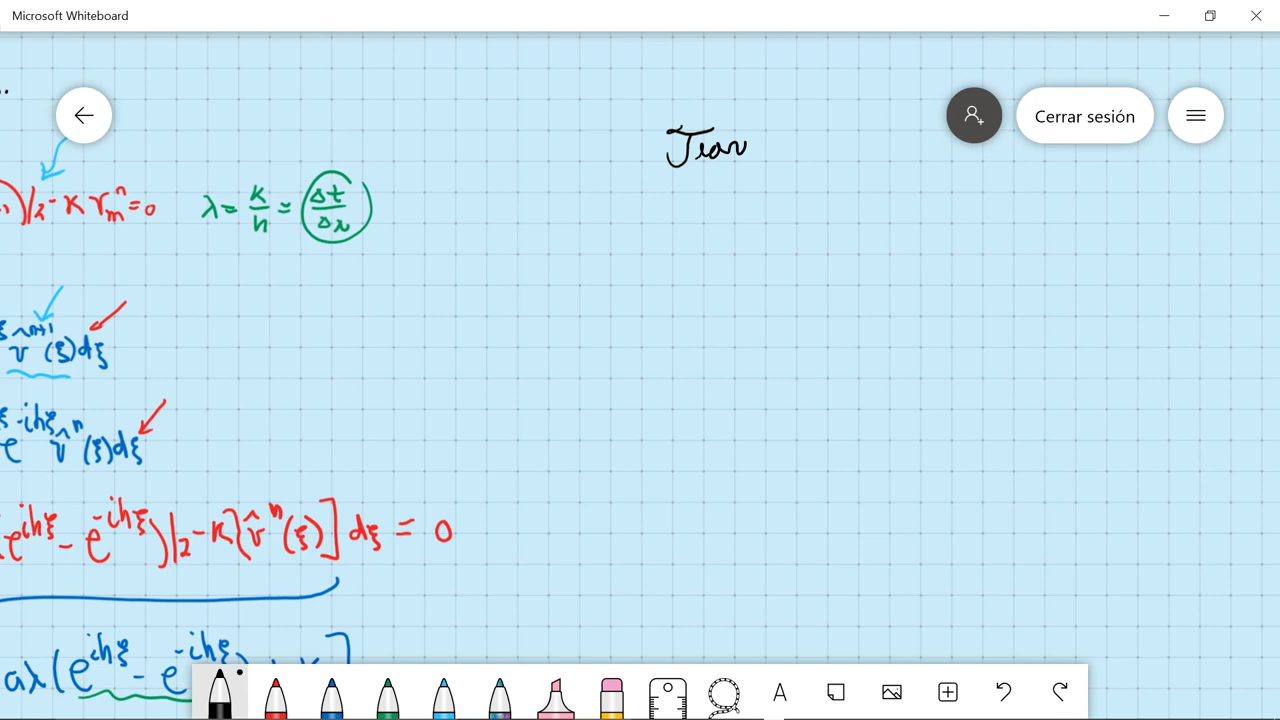 Microsoft Whiteboard
Cerrar sesión
Jean
)/2 - K v_m^n = 0
λ = K/h = Δt/Δx
v̂^{n+1}(ξ)dξ
e^{-ihξ} v̂^n(ξ)dξ
e^{ihξ} - e^{-ihξ})/2 - K} v̂^n(ξ)] dξ = 0
aλ(e^{ihξ} - e^{-ihξ})
A